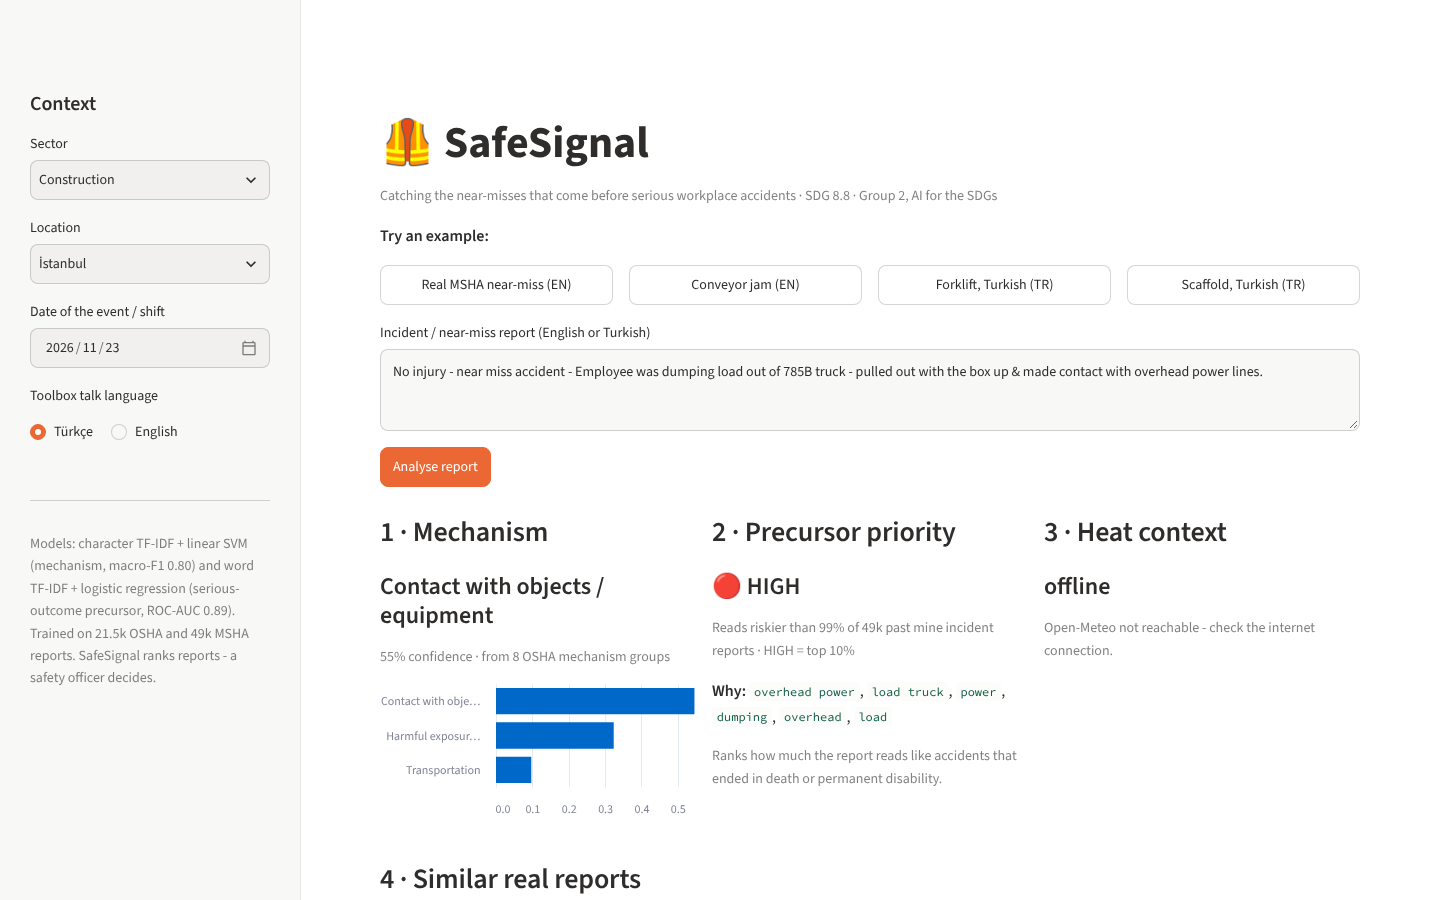 Context
Sector
Construction
Location
İstanbul
Date of the event / shift
2026 / 11 / 23
Toolbox talk language
Türkçe
English
Models: character TF-IDF + linear SVM
(mechanism, macro-F1 0.80) and word
TF-IDF + logistic regression (serious-
outcome precursor, ROC-AUC 0.89).
Trained on 21.5k OSHA and 49k MSHA
reports. SafeSignal ranks reports - a
safety officer decides.
SafeSignal
Catching the near-misses that come before serious workplace accidents · SDG 8.8 · Group 2, AI for the SDGs
Try an example:
Real MSHA near-miss (EN)
Conveyor jam (EN)
Forklift, Turkish (TR)
Scaffold, Turkish (TR)
Incident / near-miss report (English or Turkish)
No injury - near miss accident - Employee was dumping load out of 785B truck - pulled out with the box up & made contact with overhead power lines.
Analyse report
1 · Mechanism
Contact with objects /
equipment
55% confidence · from 8 OSHA mechanism groups
Contact with obje…
Harmful exposur…
Transportation
0.0 0.1 0.2 0.3 0.4 0.5
2 · Precursor priority
HIGH
Reads riskier than 99% of 49k past mine incident
reports · HIGH = top 10%
Why: overhead power , load truck , power ,
dumping , overhead , load
Ranks how much the report reads like accidents that
ended in death or permanent disability.
3 · Heat context
offline
Open-Meteo not reachable - check the internet
connection.
4 · Similar real reports